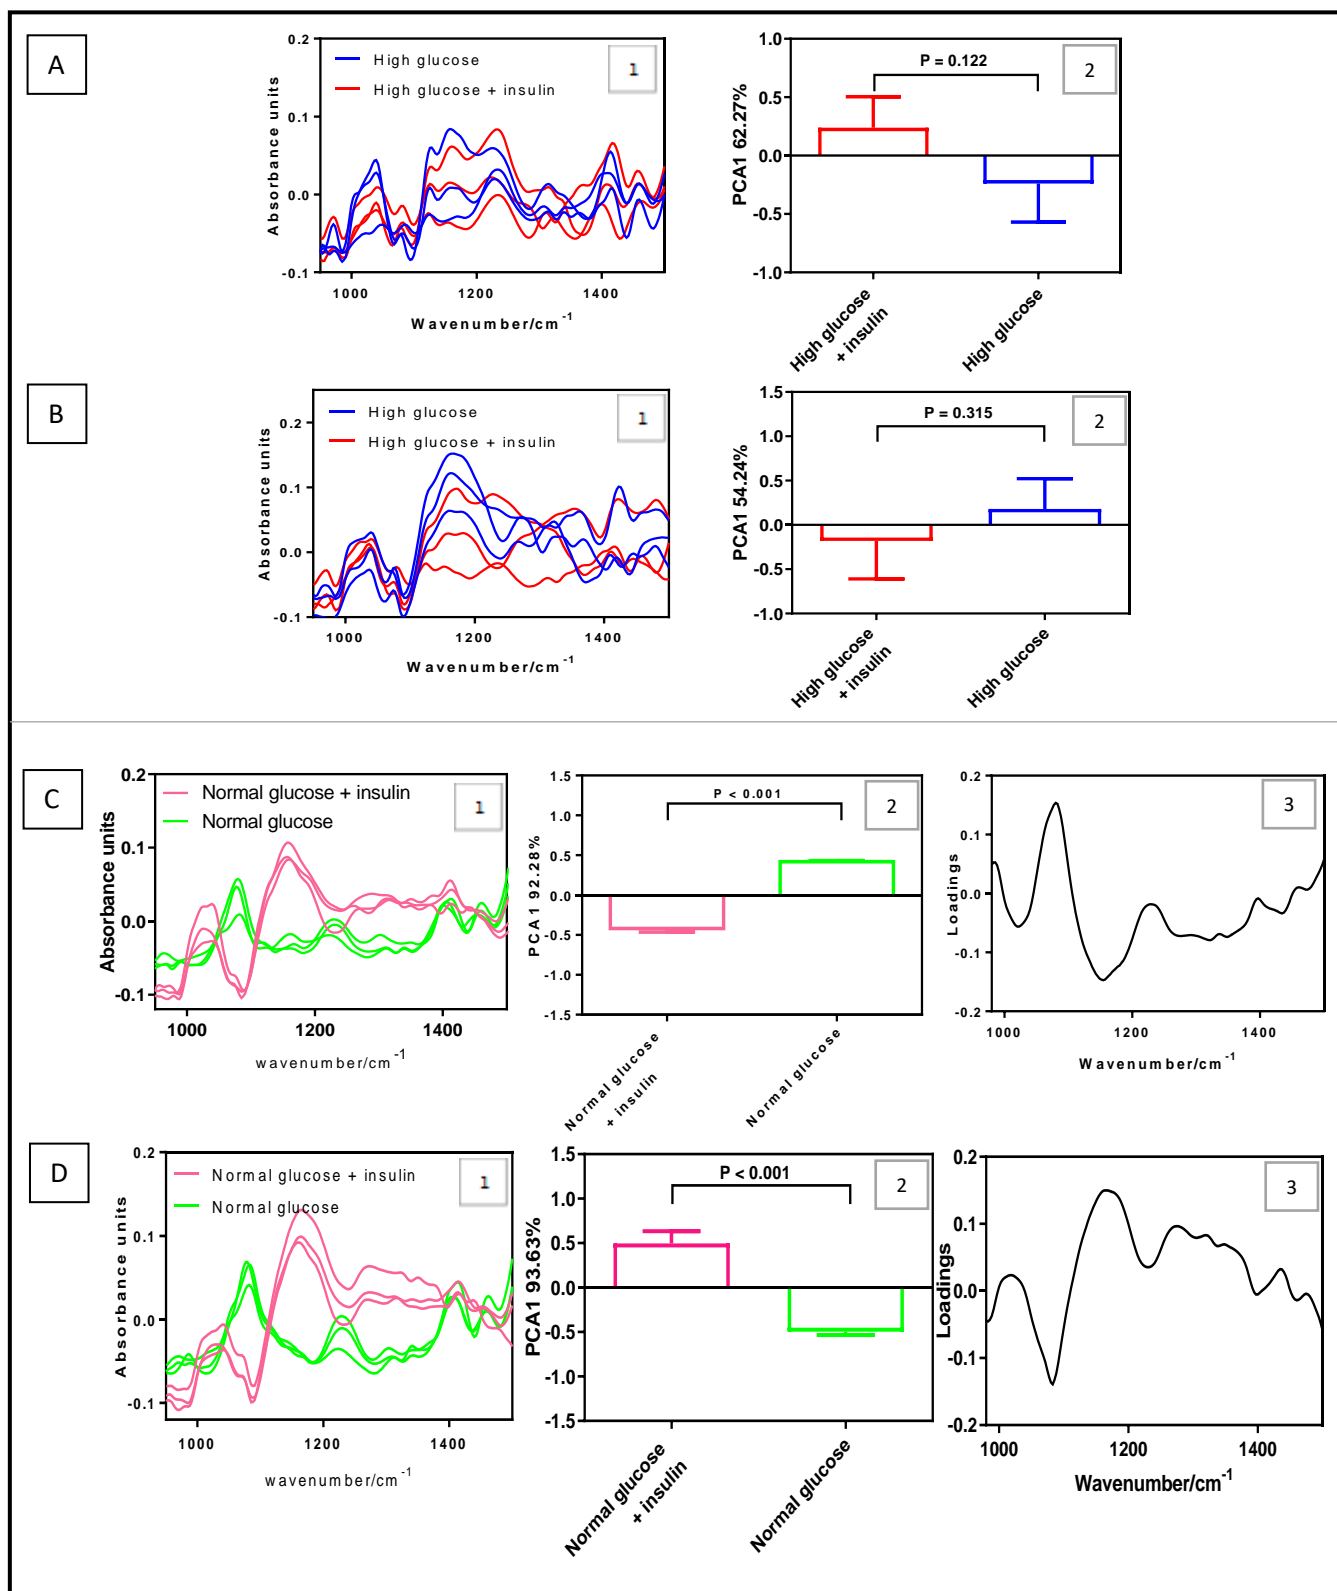 A
0.2
0.1
0.0
-0.1
Absorbance units
High glucose
High glucose + insulin
1
1000 1200 1400
Wavenumber/cm-1
1.0
0.5
0.0
-0.5
-1.0
PCA1 62.27%
P = 0.122
2
High glucose
+ insulin
High glucose
B
0.2
0.1
0.0
-0.1
Absorbance units
High glucose
High glucose + insulin
1
1000 1200 1400
Wavenumber/cm-1
1.5
1.0
0.5
0.0
-0.5
-1.0
PCA1 54.24%
P = 0.315
2
High glucose
+ insulin
High glucose
C
0.2
0.1
0.0
-0.1
Absorbance units
Normal glucose + insulin
Normal glucose
1
1000 1200 1400
wavenumber/cm-1
1.5
1.0
0.5
0.0
-0.5
-1.0
-1.5
PCA1 92.28%
P < 0.001
2
Normal glucose
+ insulin
Normal glucose
0.2
0.1
0.0
-0.1
-0.2
Loadings
3
1000 1200 1400
Wavenumber/cm-1
D
0.2
0.1
0.0
-0.1
Absorbance units
Normal glucose + insulin
Normal glucose
1
1000 1200 1400
wavenumber/cm-1
1.5
1.0
0.5
0.0
-0.5
-1.0
-1.5
PCA1 93.63%
P < 0.001
2
Normal glucose
+ insulin
Normal glucose
0.2
0.1
0.0
-0.1
-0.2
Loadings
3
1000 1200 1400
Wavenumber/cm-1